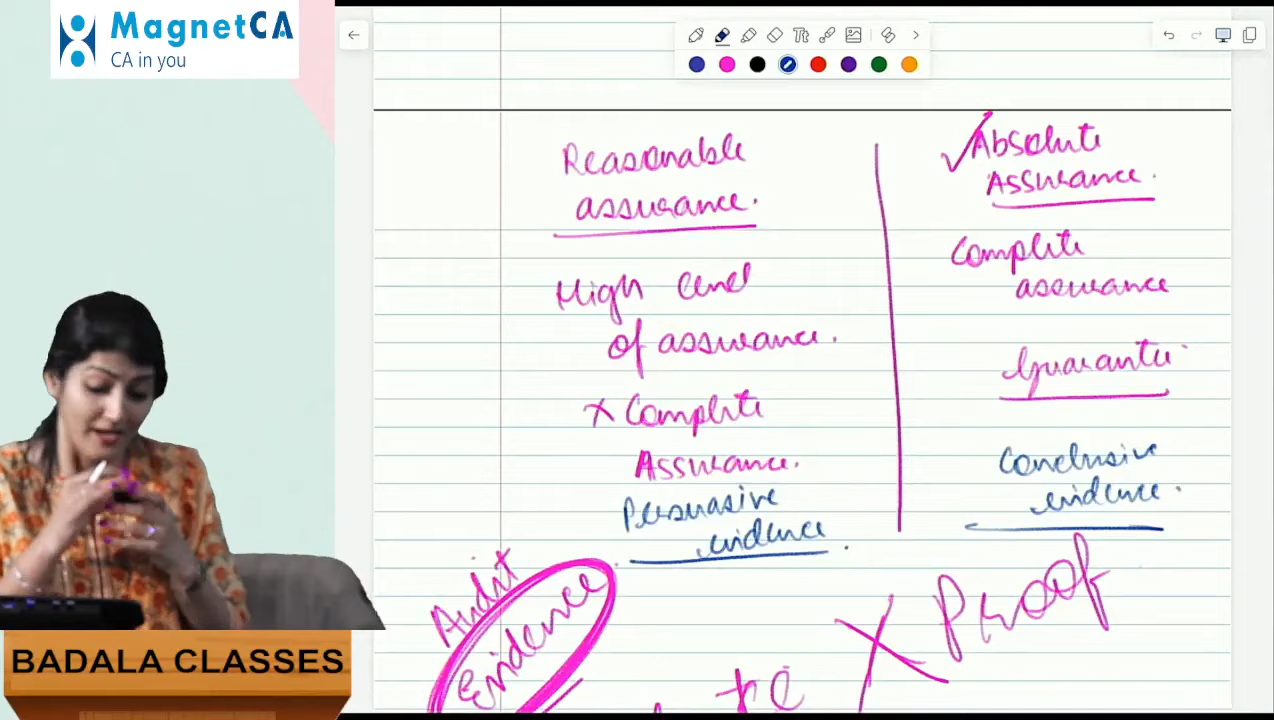 MagnetCA
CA in you
Reasonable
assurance.
High level
of assurance.
x Complete
Assurance.
Persuasive
evidence.
Absolute
Assurance.
Complete
assurance
Guarantee
Conclusive
evidence.
Audit
Evidence
X Proof
BADALA CLASSES